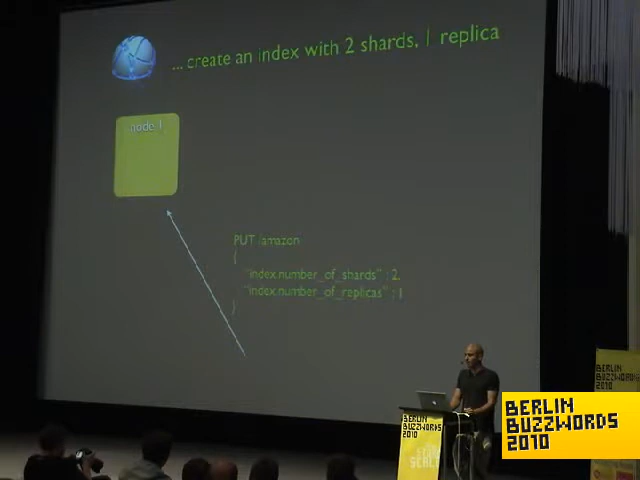 ... create an index with 2 shards, 1 replica
node 1
PUT /amazon
{
"index.number_of_shards" : 2,
"index.number_of_replicas" : 1
}
BERLIN
BUZZWORDS
2010
BERLIN
BUZZWORDS
2010
BERLIN
BUZZWORDS
2010